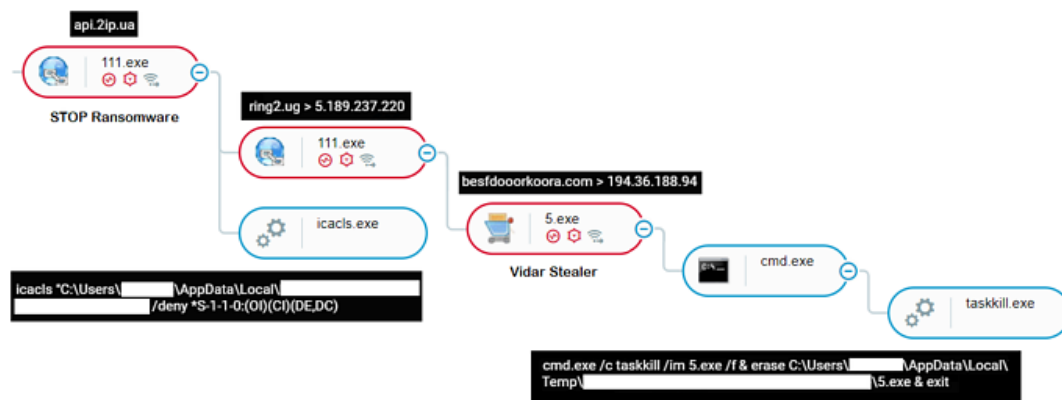 api.2ip.ua
111.exe
STOP Ransomware
ring2.ug > 5.189.237.220
111.exe
besfdooorkoora.com > 194.36.188.94
5.exe
icacls.exe
Vidar Stealer
cmd.exe
icacls "C:\Users\ \AppData\Local\
/deny *S-1-1-0:(OI)(CI)(DE,DC)
taskkill.exe
cmd.exe /c taskkill /im 5.exe /f & erase C:\Users\ \AppData\Local\
Temp\ \5.exe & exit